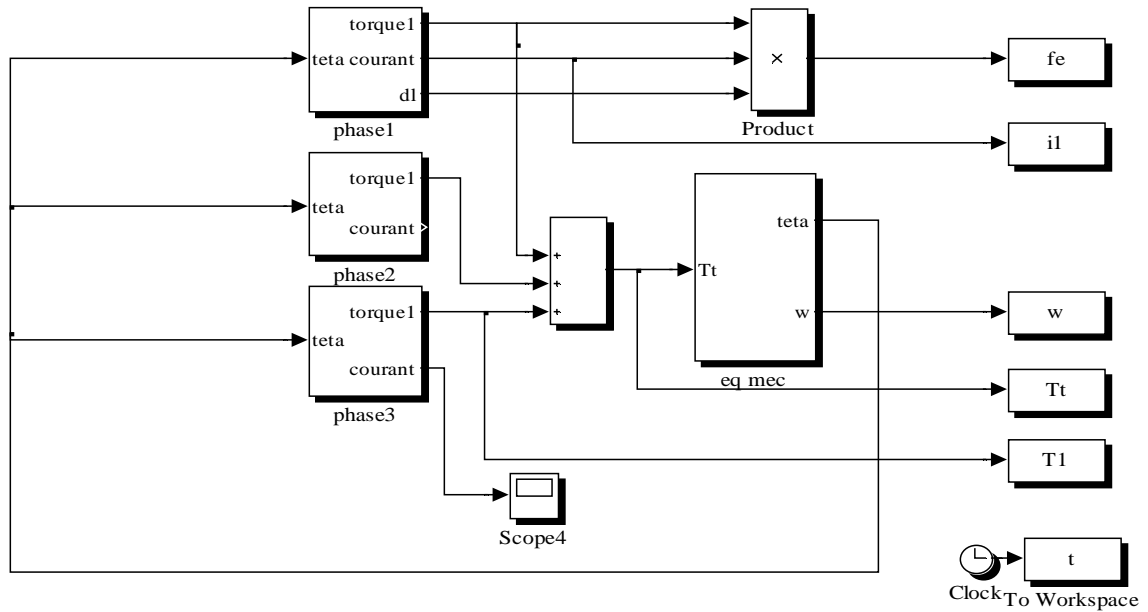 torque1
teta courant
dl
phase1
×
Product
fe
i1
torque1
teta
courant
phase2
+
+
+
teta
Tt
w
eq mec
w
torque1
teta
courant
phase3
Tt
T1
Scope4
Clock
t
To Workspace